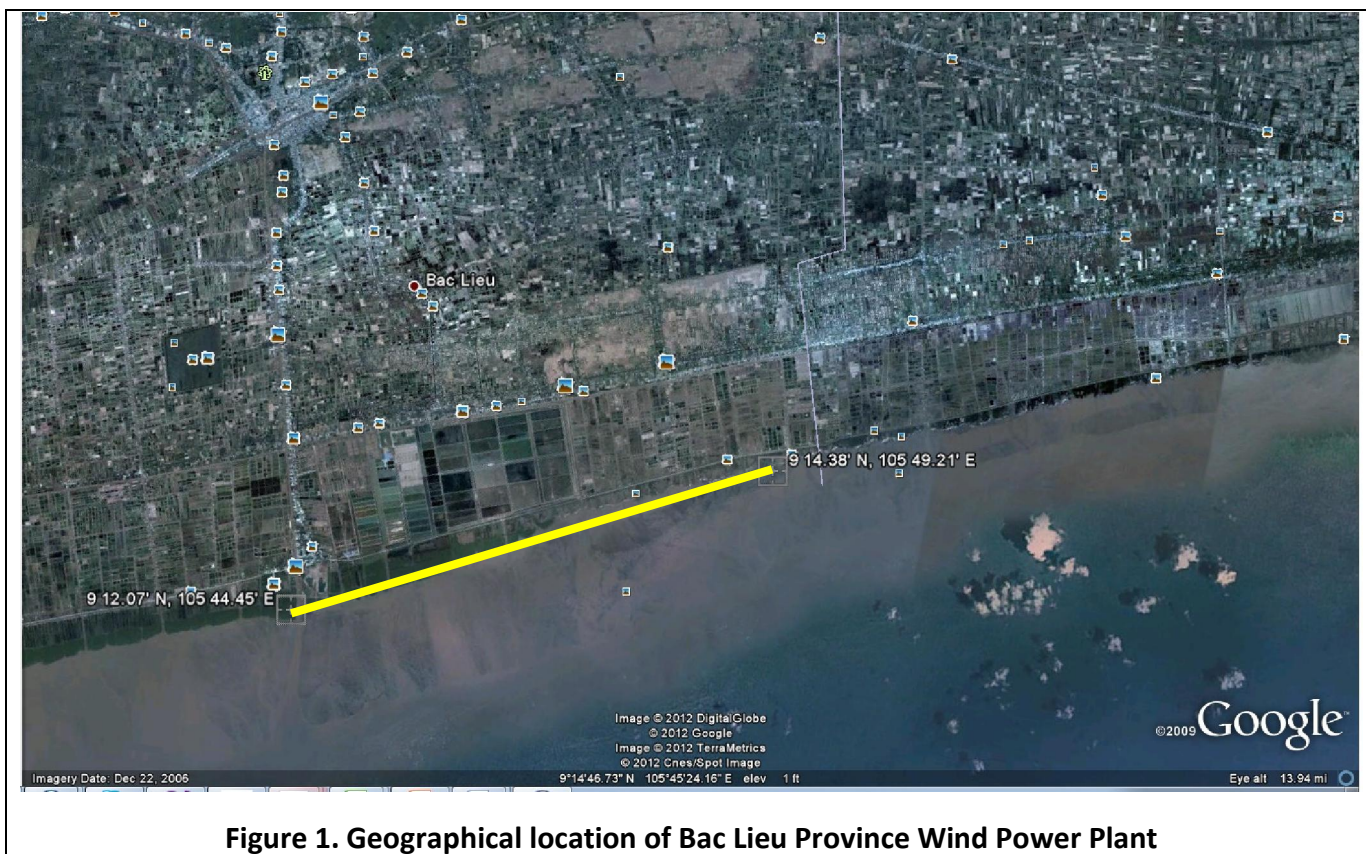 Bac Lieu
9 14.38' N, 105 49.21' E
9 12.07' N, 105 44.45' E
Image © 2012 DigitalGlobe
© 2012 Google
Image © 2012 TerraMetrics
© 2012 Cnes/Spot Image
©2009 Google™
Imagery Date: Dec 22, 2006
9°14'46.73" N 105°45'24.16" E elev 1 ft
Eye alt 13.94 mi
Figure 1. Geographical location of Bac Lieu Province Wind Power Plant